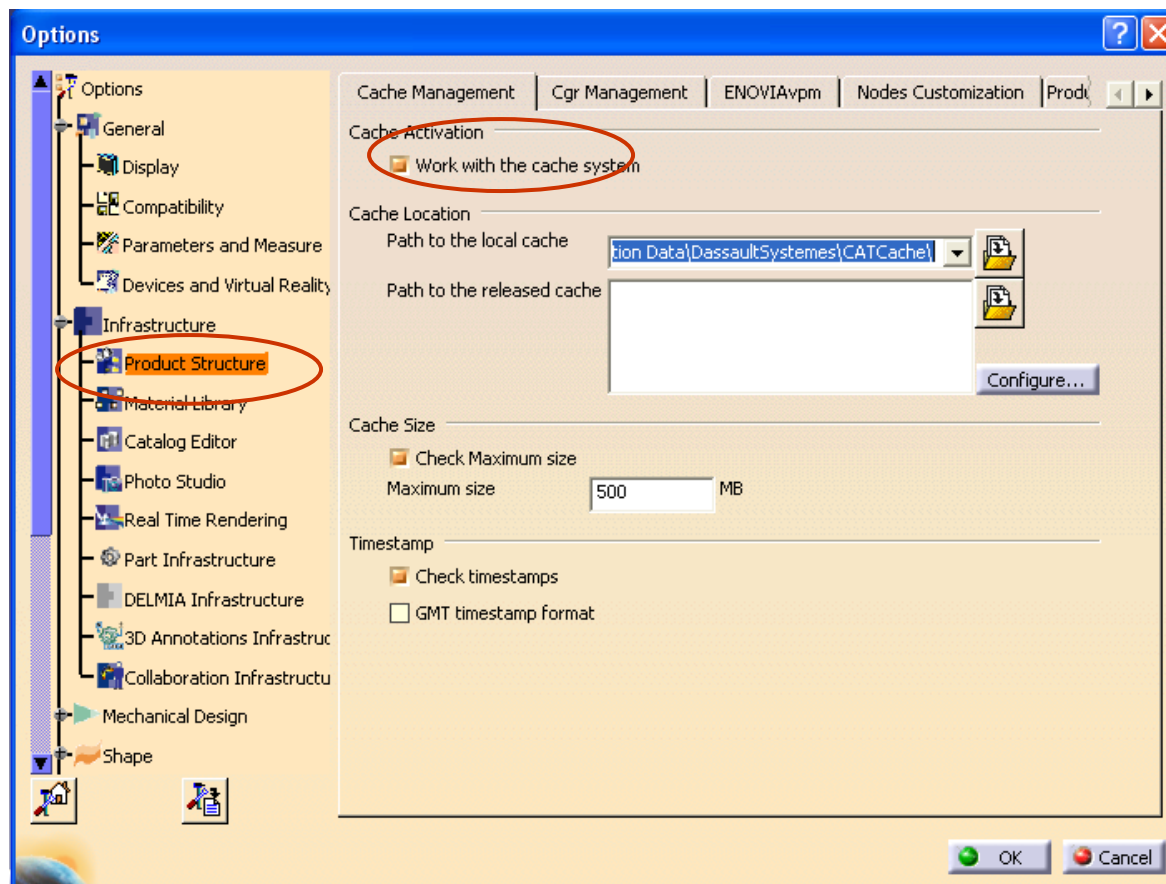 Options
Options
General
Display
Compatibility
Parameters and Measure
Devices and Virtual Reality
Infrastructure
Product Structure
Material Library
Catalog Editor
Photo Studio
Real Time Rendering
Part Infrastructure
DELMIA Infrastructure
3D Annotations Infrastruc
Collaboration Infrastructu
Mechanical Design
Shape
Cache Management Cgr Management ENOVIAvpm Nodes Customization Produ
Cache Activation
Work with the cache system
Cache Location
Path to the local cache
tion Data\DassaultSystemes\CATCache\
Path to the released cache
Configure...
Cache Size
Check Maximum size
Maximum size 500 MB
Timestamp
Check timestamps
GMT timestamp format
OK Cancel